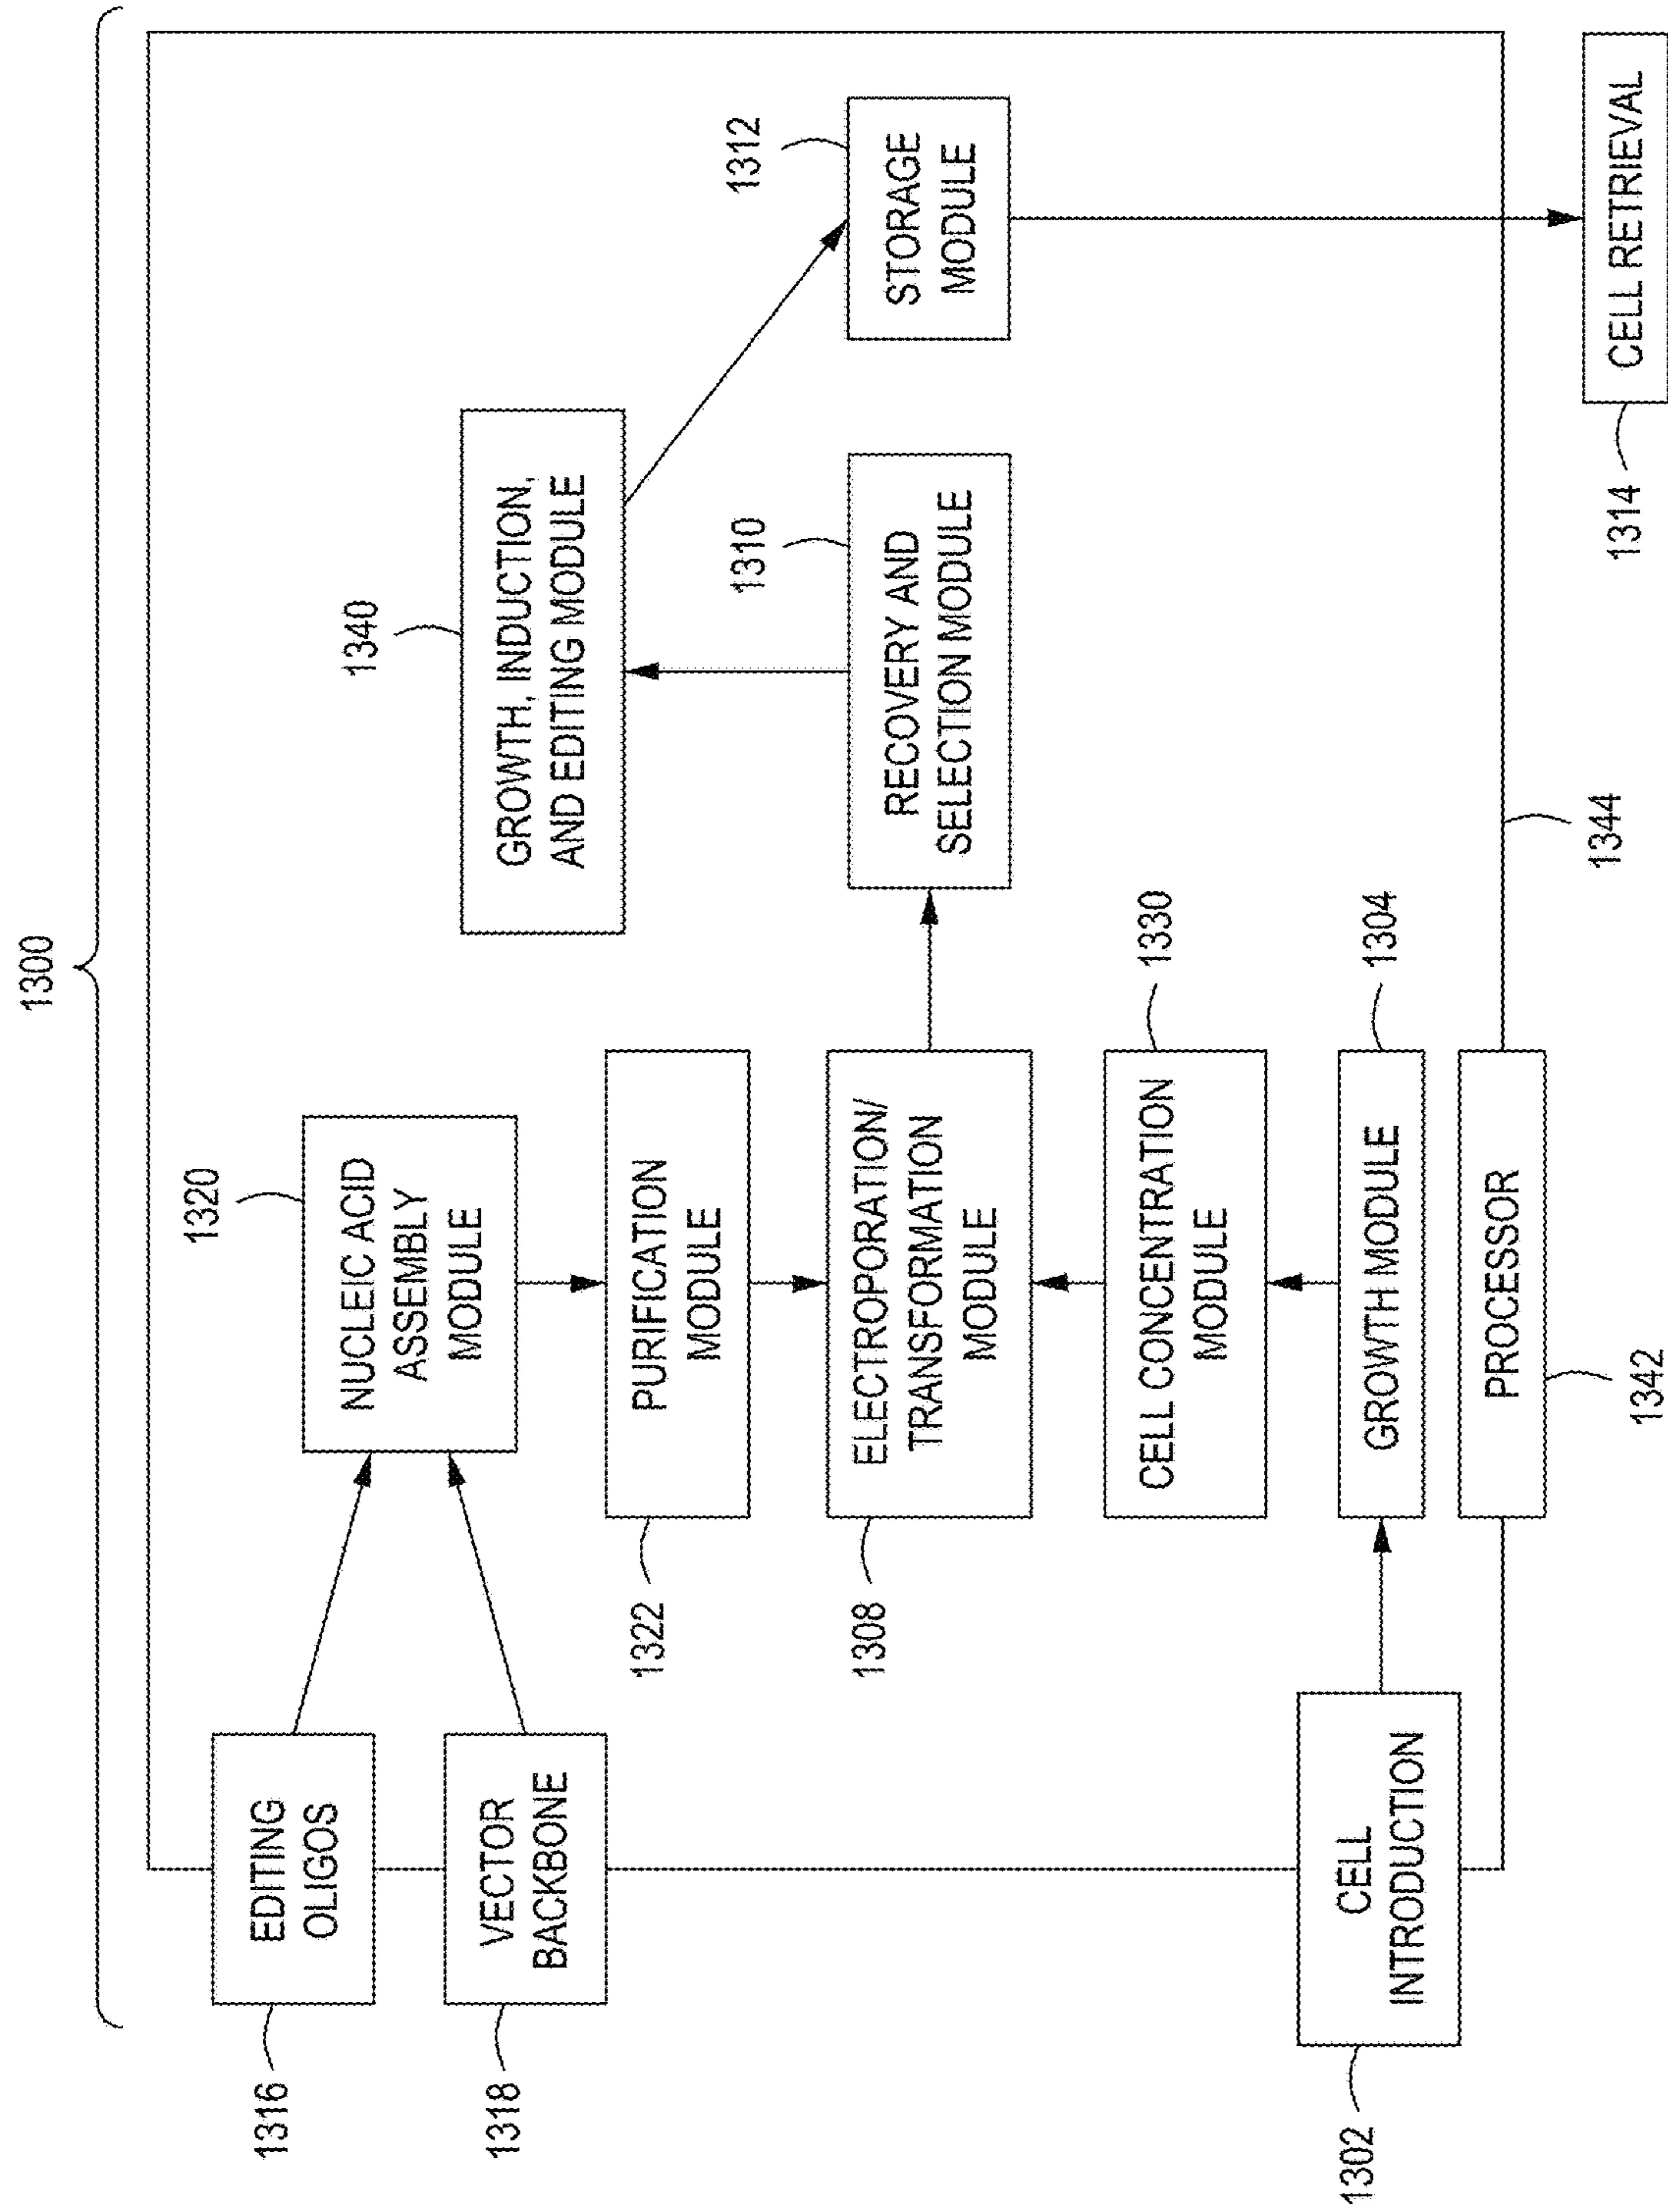 1300
1316
EDITING
OLIGOS
1318
VECTOR
BACKBONE
1320
NUCLEIC ACID
ASSEMBLY
MODULE
1322
PURIFICATION
MODULE
1308
ELECTROPORATION/
TRANSFORMATION
MODULE
CELL CONCENTRATION
MODULE
1330
1302
CELL
INTRODUCTION
GROWTH MODULE
1304
PROCESSOR
1342
1344
1340
GROWTH, INDUCTION,
AND EDITING MODULE
1310
RECOVERY AND
SELECTION MODULE
1312
STORAGE
MODULE
1314
CELL RETRIEVAL